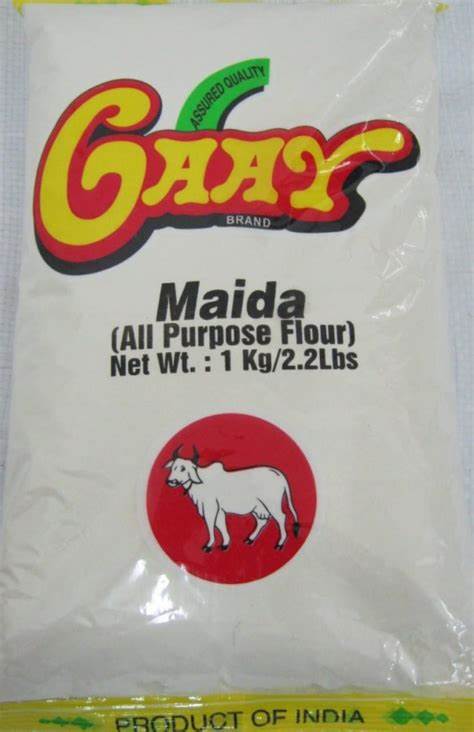 ASSURED QUALITY
GAAY
BRAND
Maida
(All Purpose Flour)
Net Wt. : 1 Kg/2.2Lbs
PRODUCT OF INDIA